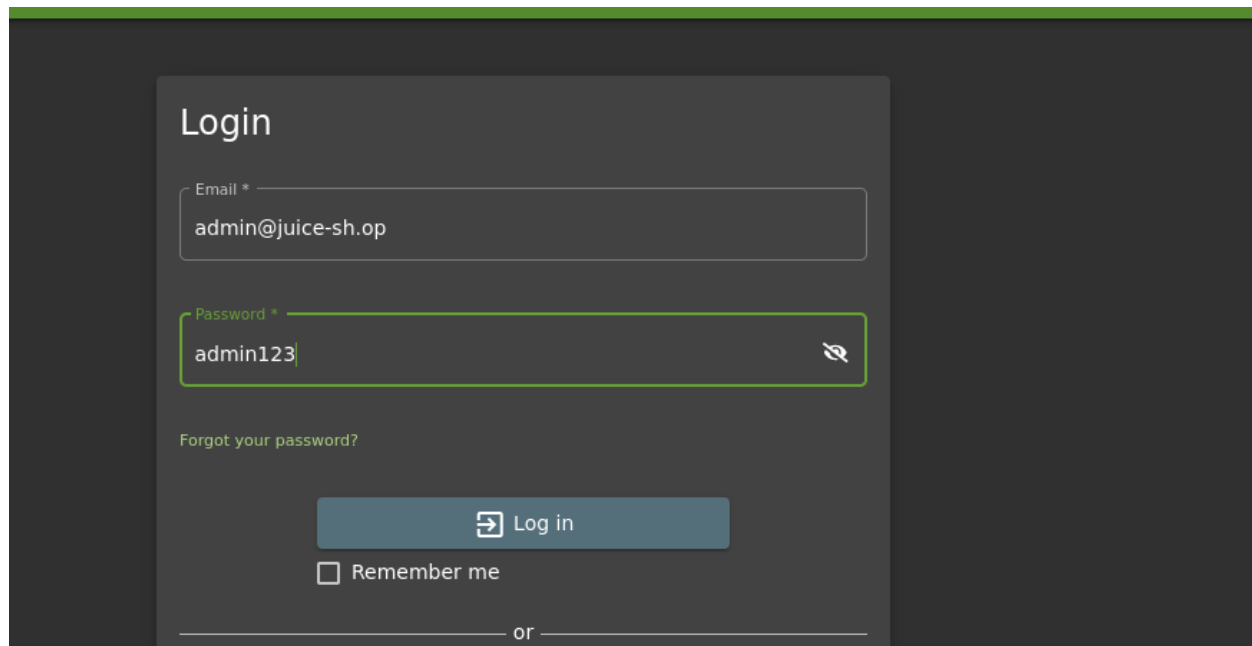 Login
Email *
admin@juice-sh.op
Password *
admin123
Forgot your password?
Log in
Remember me
or